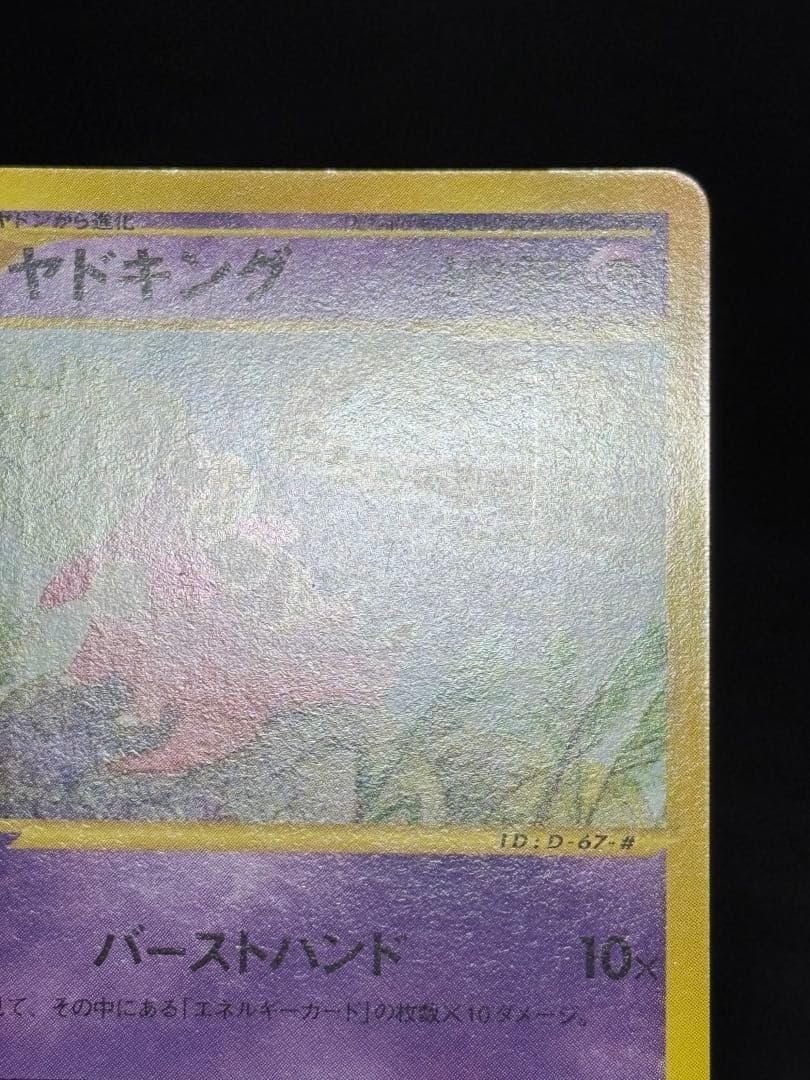 ヤドンから進化
ヤドキング
ID:D-67-#
バーストハンド 10×
て、その中にある「エネルギーカード」の枚数×10ダメージ。